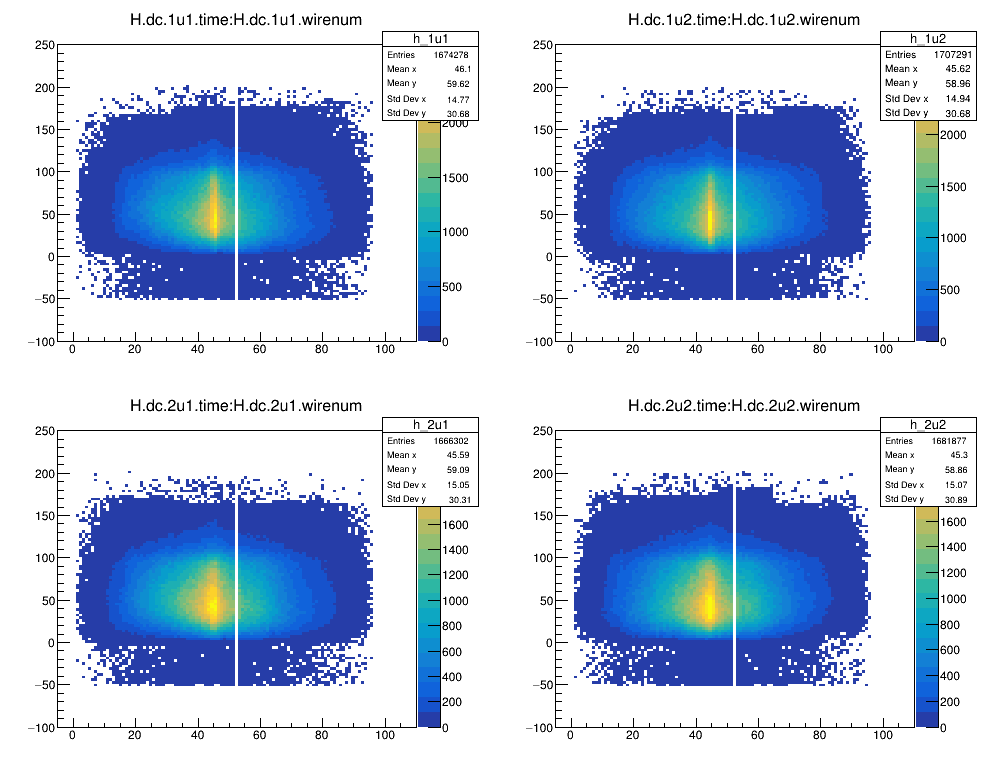 H.dc.1u1.time:H.dc.1u1.wirenum
h_1u1
Entries 1674278
Mean x 46.1
Mean y 59.62
Std Dev x 14.77
Std Dev y 30.68
250
200
150
100
50
0
−50
−100
0 20 40 60 80 100
2000
1500
1000
500
0
H.dc.1u2.time:H.dc.1u2.wirenum
h_1u2
Entries 1707291
Mean x 45.62
Mean y 58.96
Std Dev x 14.94
Std Dev y 30.68
250
200
150
100
50
0
−50
−100
0 20 40 60 80 100
2000
1500
1000
500
0
H.dc.2u1.time:H.dc.2u1.wirenum
h_2u1
Entries 1666302
Mean x 45.59
Mean y 59.09
Std Dev x 15.05
Std Dev y 30.31
250
200
150
100
50
0
−50
−100
0 20 40 60 80 100
1600
1400
1200
1000
800
600
400
200
0
H.dc.2u2.time:H.dc.2u2.wirenum
h_2u2
Entries 1681877
Mean x 45.3
Mean y 58.86
Std Dev x 15.07
Std Dev y 30.89
250
200
150
100
50
0
−50
−100
0 20 40 60 80 100
1600
1400
1200
1000
800
600
400
200
0